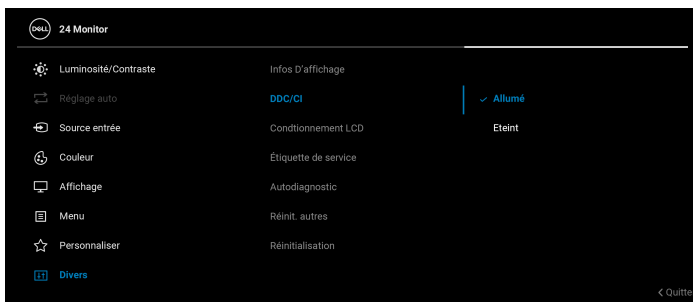 DELL 24 Monitor
Luminosité/Contraste Infos D'affichage
Réglage auto DDC/CI Allumé
Source entrée Condtionnement LCD Eteint
Couleur Étiquette de service
Affichage Autodiagnostic
Menu Réinit. autres
Personnaliser Réinitialisation
Divers
Quitte